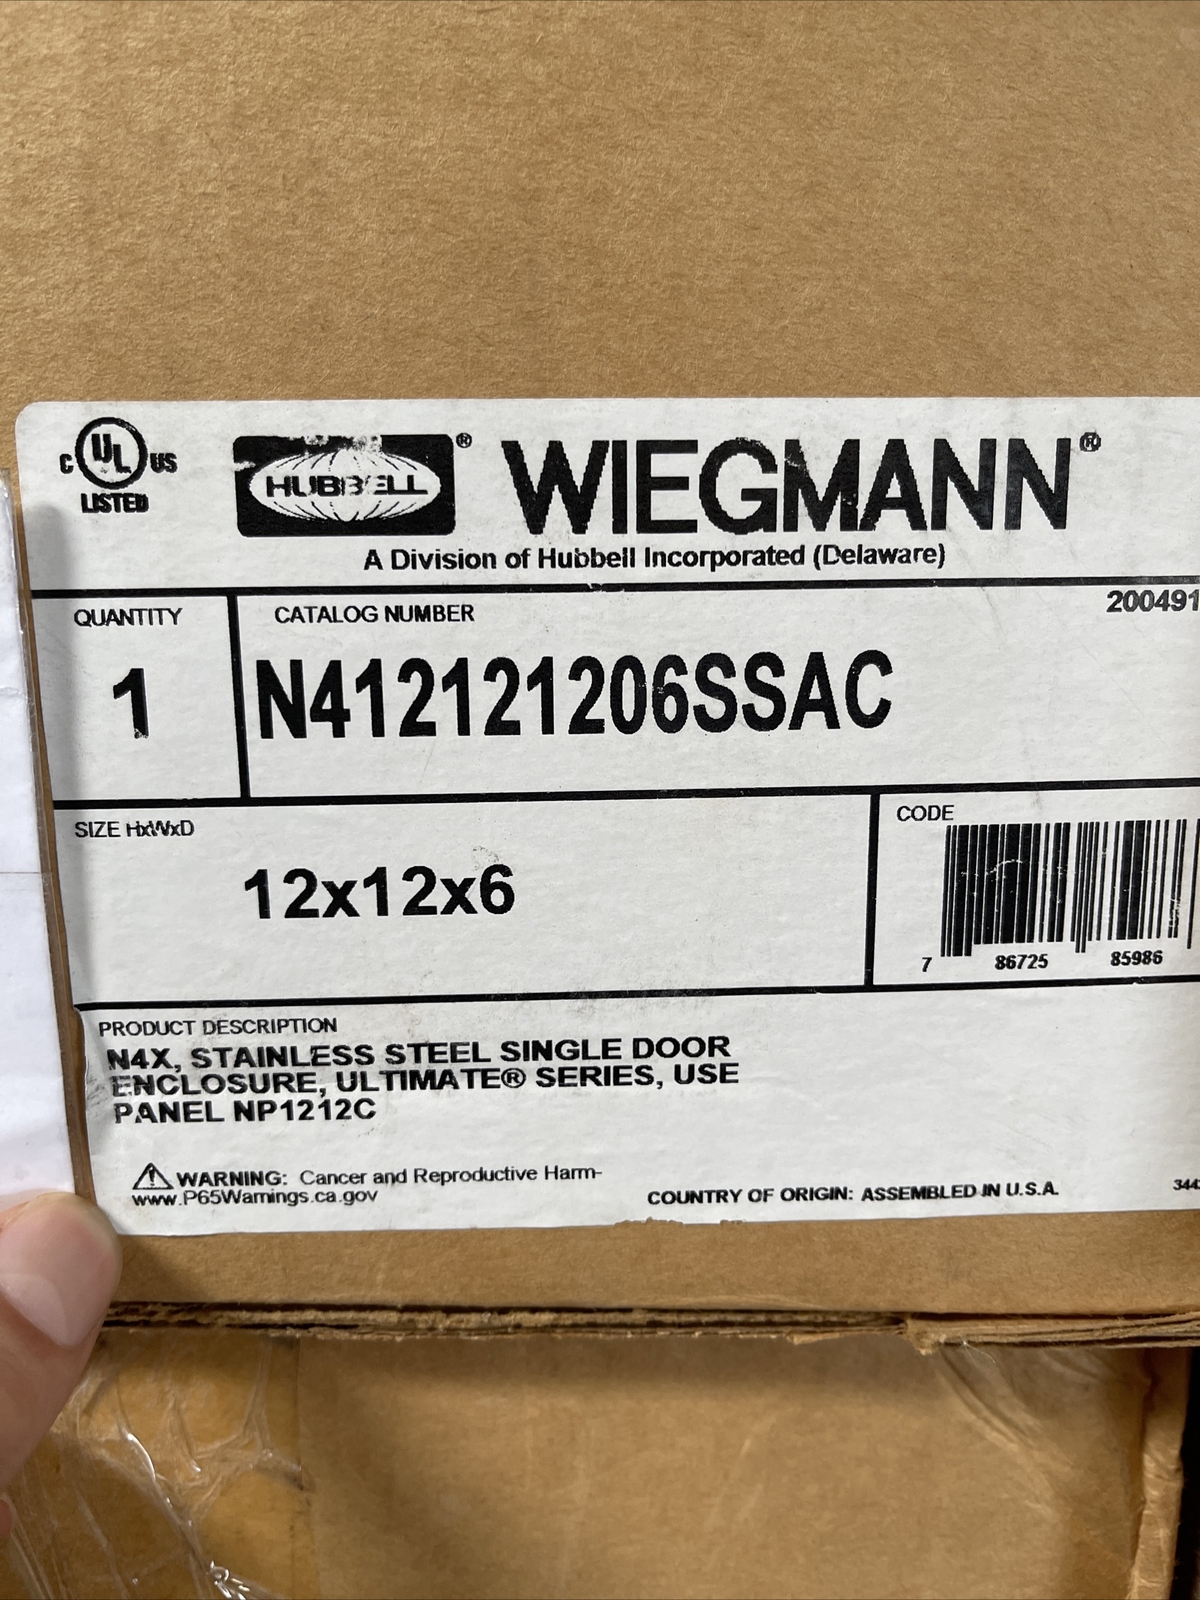 C UL US
LISTED
HUBBELL ® WIEGMANN®
A Division of Hubbell Incorporated (Delaware)
QUANTITY
1
CATALOG NUMBER
200491
N412121206SSAC
SIZE HxWxD
12x12x6
CODE
7 86725 85986
PRODUCT DESCRIPTION
N4X, STAINLESS STEEL SINGLE DOOR
ENCLOSURE, ULTIMATE® SERIES, USE
PANEL NP1212C
WARNING: Cancer and Reproductive Harm-
www.P65Warnings.ca.gov
COUNTRY OF ORIGIN: ASSEMBLED IN U.S.A.